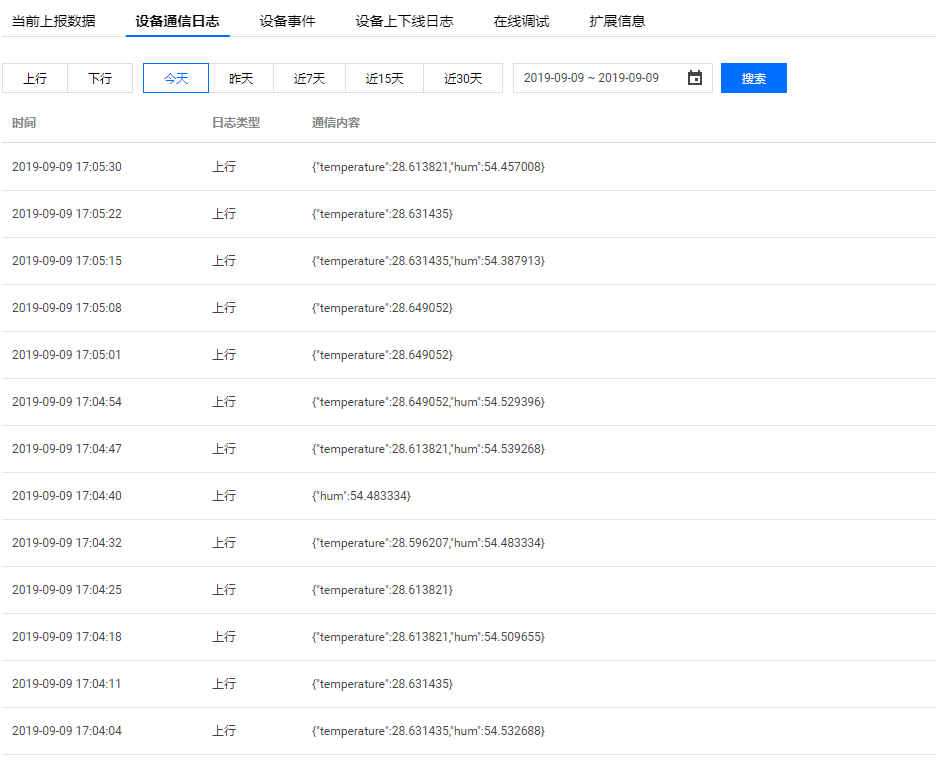 当前上报数据 设备通信日志 设备事件 设备上下线日志 在线调试 扩展信息
上行 下行 今天 昨天 近7天 近15天 近30天 2019-09-09 ~ 2019-09-09 搜索
时间 日志类型 通信内容
2019-09-09 17:05:30 上行 {"temperature":28.613821,"hum":54.457008}
2019-09-09 17:05:22 上行 {"temperature":28.631435}
2019-09-09 17:05:15 上行 {"temperature":28.631435,"hum":54.387913}
2019-09-09 17:05:08 上行 {"temperature":28.649052}
2019-09-09 17:05:01 上行 {"temperature":28.649052}
2019-09-09 17:04:54 上行 {"temperature":28.649052,"hum":54.529396}
2019-09-09 17:04:47 上行 {"temperature":28.613821,"hum":54.539268}
2019-09-09 17:04:40 上行 {"hum":54.483334}
2019-09-09 17:04:32 上行 {"temperature":28.596207,"hum":54.483334}
2019-09-09 17:04:25 上行 {"temperature":28.613821}
2019-09-09 17:04:18 上行 {"temperature":28.613821,"hum":54.509655}
2019-09-09 17:04:11 上行 {"temperature":28.631435}
2019-09-09 17:04:04 上行 {"temperature":28.631435,"hum":54.532688}